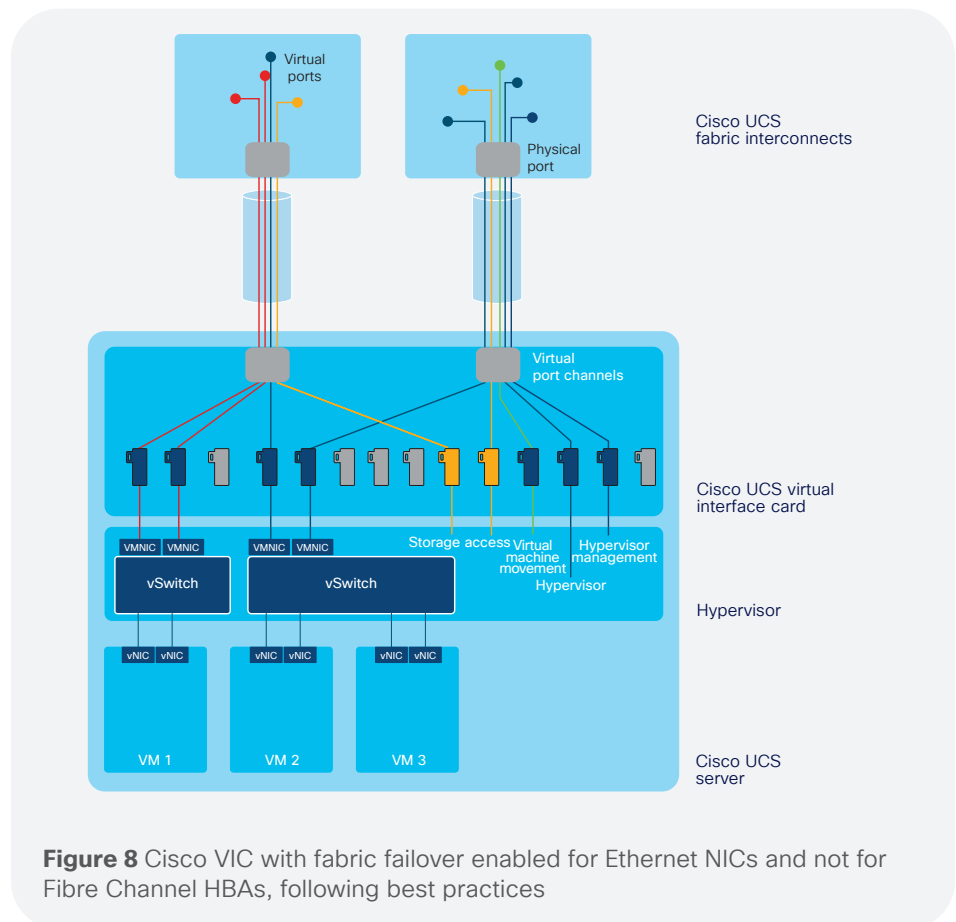 Virtual
ports
Physical
port
Cisco UCS
fabric interconnects
Virtual
port channels
Cisco UCS virtual
interface card
Storage access
Virtual
machine
movement
Hypervisor
Hypervisor
management
VMNIC VMNIC
VMNIC VMNIC
vSwitch
vSwitch
Hypervisor
vNIC vNIC
vNIC vNIC
vNIC vNIC
VM 1
VM 2
VM 3
Cisco UCS
server
Figure 8 Cisco VIC with fabric failover enabled for Ethernet NICs and not for
Fibre Channel HBAs, following best practices